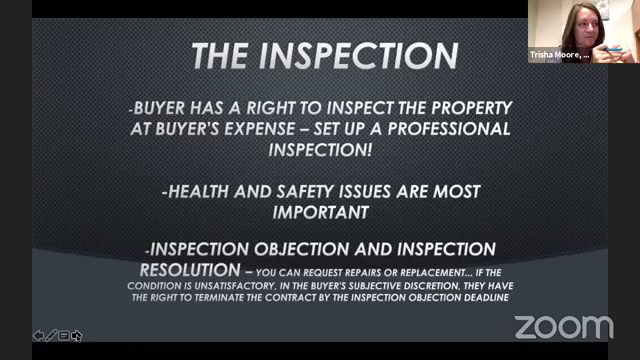 THE INSPECTION
Trisha Moore, ...
-BUYER HAS A RIGHT TO INSPECT THE PROPERTY
AT BUYER'S EXPENSE – SET UP A PROFESSIONAL
INSPECTION!
-HEALTH AND SAFETY ISSUES ARE MOST
IMPORTANT
-INSPECTION OBJECTION AND INSPECTION
RESOLUTION – YOU CAN REQUEST REPAIRS OR REPLACEMENT... IF THE
CONDITION IS UNSATISFACTORY, IN THE BUYER'S SUBJECTIVE DISCRETION, THEY HAVE
THE RIGHT TO TERMINATE THE CONTRACT BY THE INSPECTION OBJECTION DEADLINE
zoom